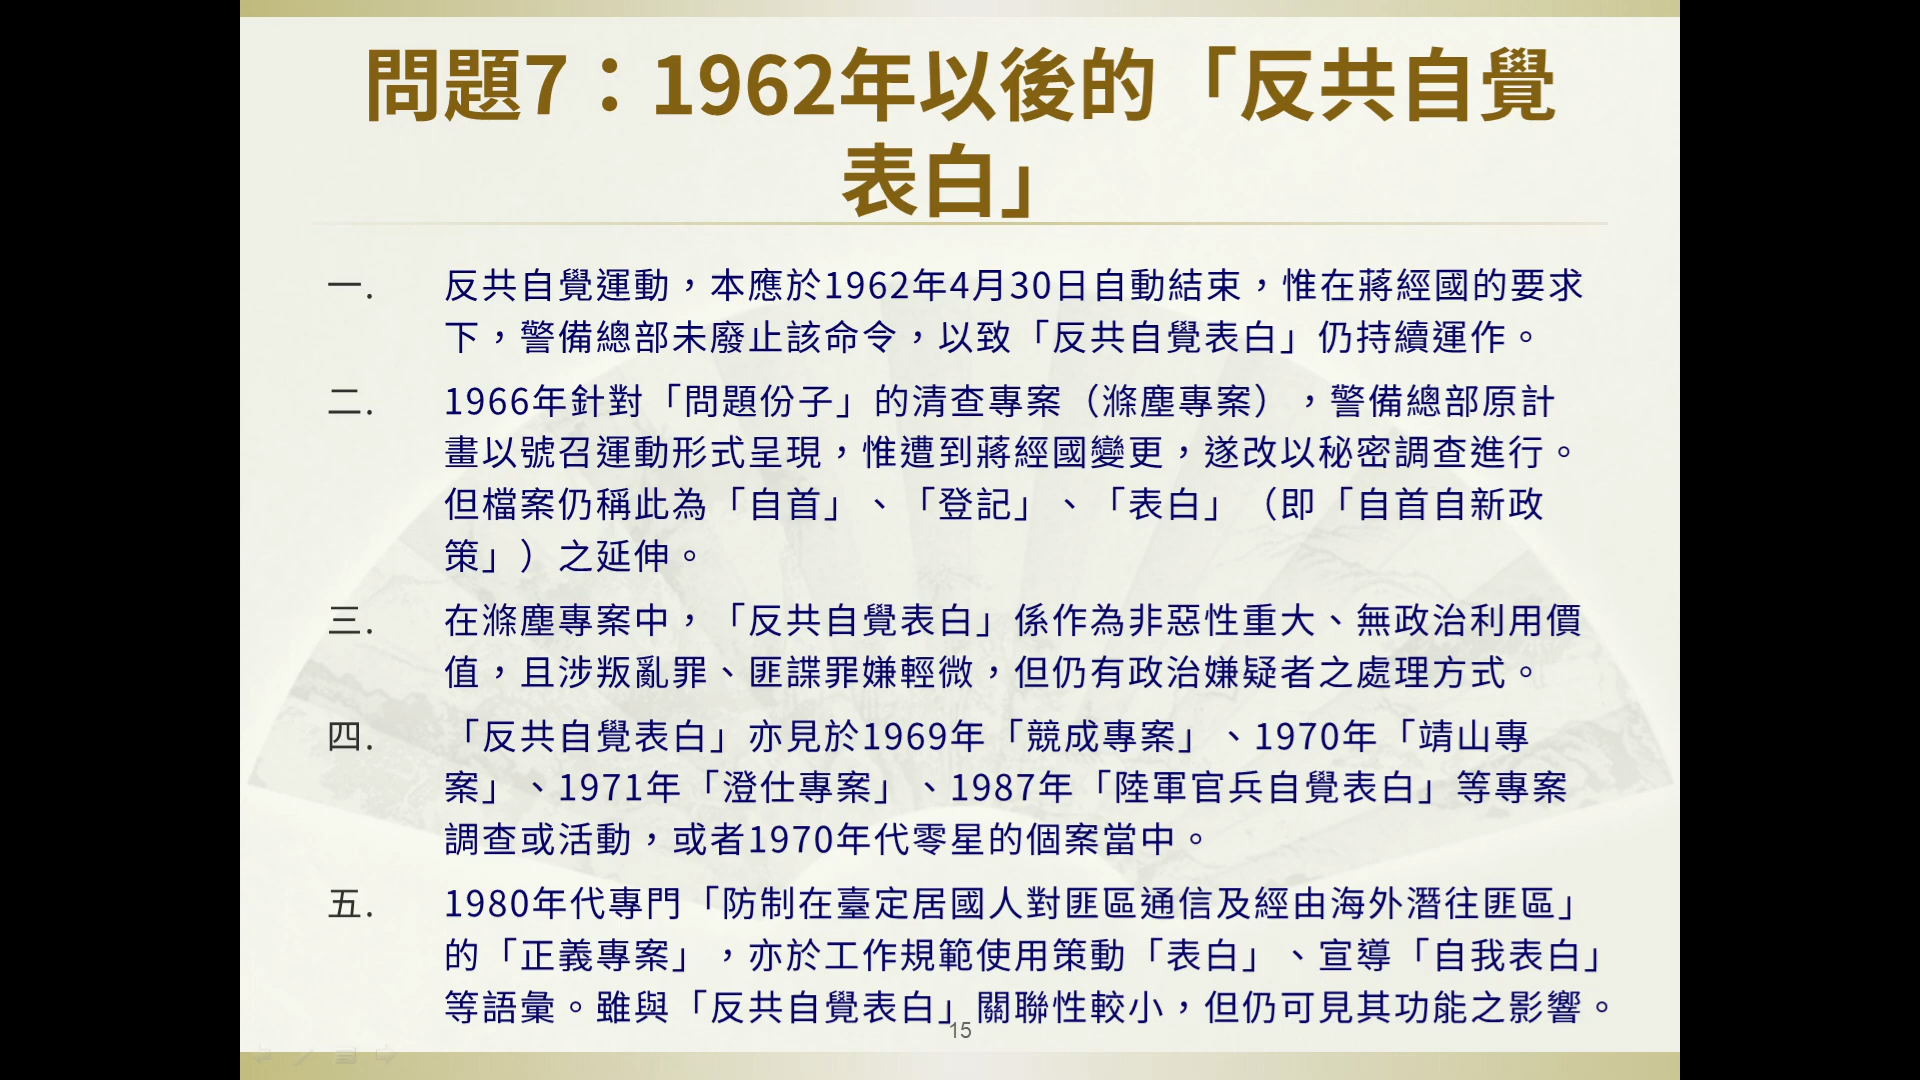 問題7：1962年以後的「反共自覺
表白」
一. 反共自覺運動，本應於1962年4月30日自動結束，惟在蔣經國的要求
下，警備總部未廢止該命令，以致「反共自覺表白」仍持續運作。
二. 1966年針對「問題份子」的清查專案（滌塵專案），警備總部原計
畫以號召運動形式呈現，惟遭到蔣經國變更，遂改以秘密調查進行。
但檔案仍稱此為「自首」、「登記」、「表白」（即「自首自新政
策」）之延伸。
三. 在滌塵專案中，「反共自覺表白」係作為非惡性重大、無政治利用價
值，且涉叛亂罪、匪諜罪嫌輕微，但仍有政治嫌疑者之處理方式。
四. 「反共自覺表白」亦見於1969年「競成專案」、1970年「靖山專
案」、1971年「澄仕專案」、1987年「陸軍官兵自覺表白」等專案
調查或活動，或者1970年代零星的個案當中。
五. 1980年代專門「防制在臺定居國人對匪區通信及經由海外潛往匪區」
的「正義專案」，亦於工作規範使用策動「表白」、宣導「自我表白」
等語彙。雖與「反共自覺表白」關聯性較小，但仍可見其功能之影響。
15